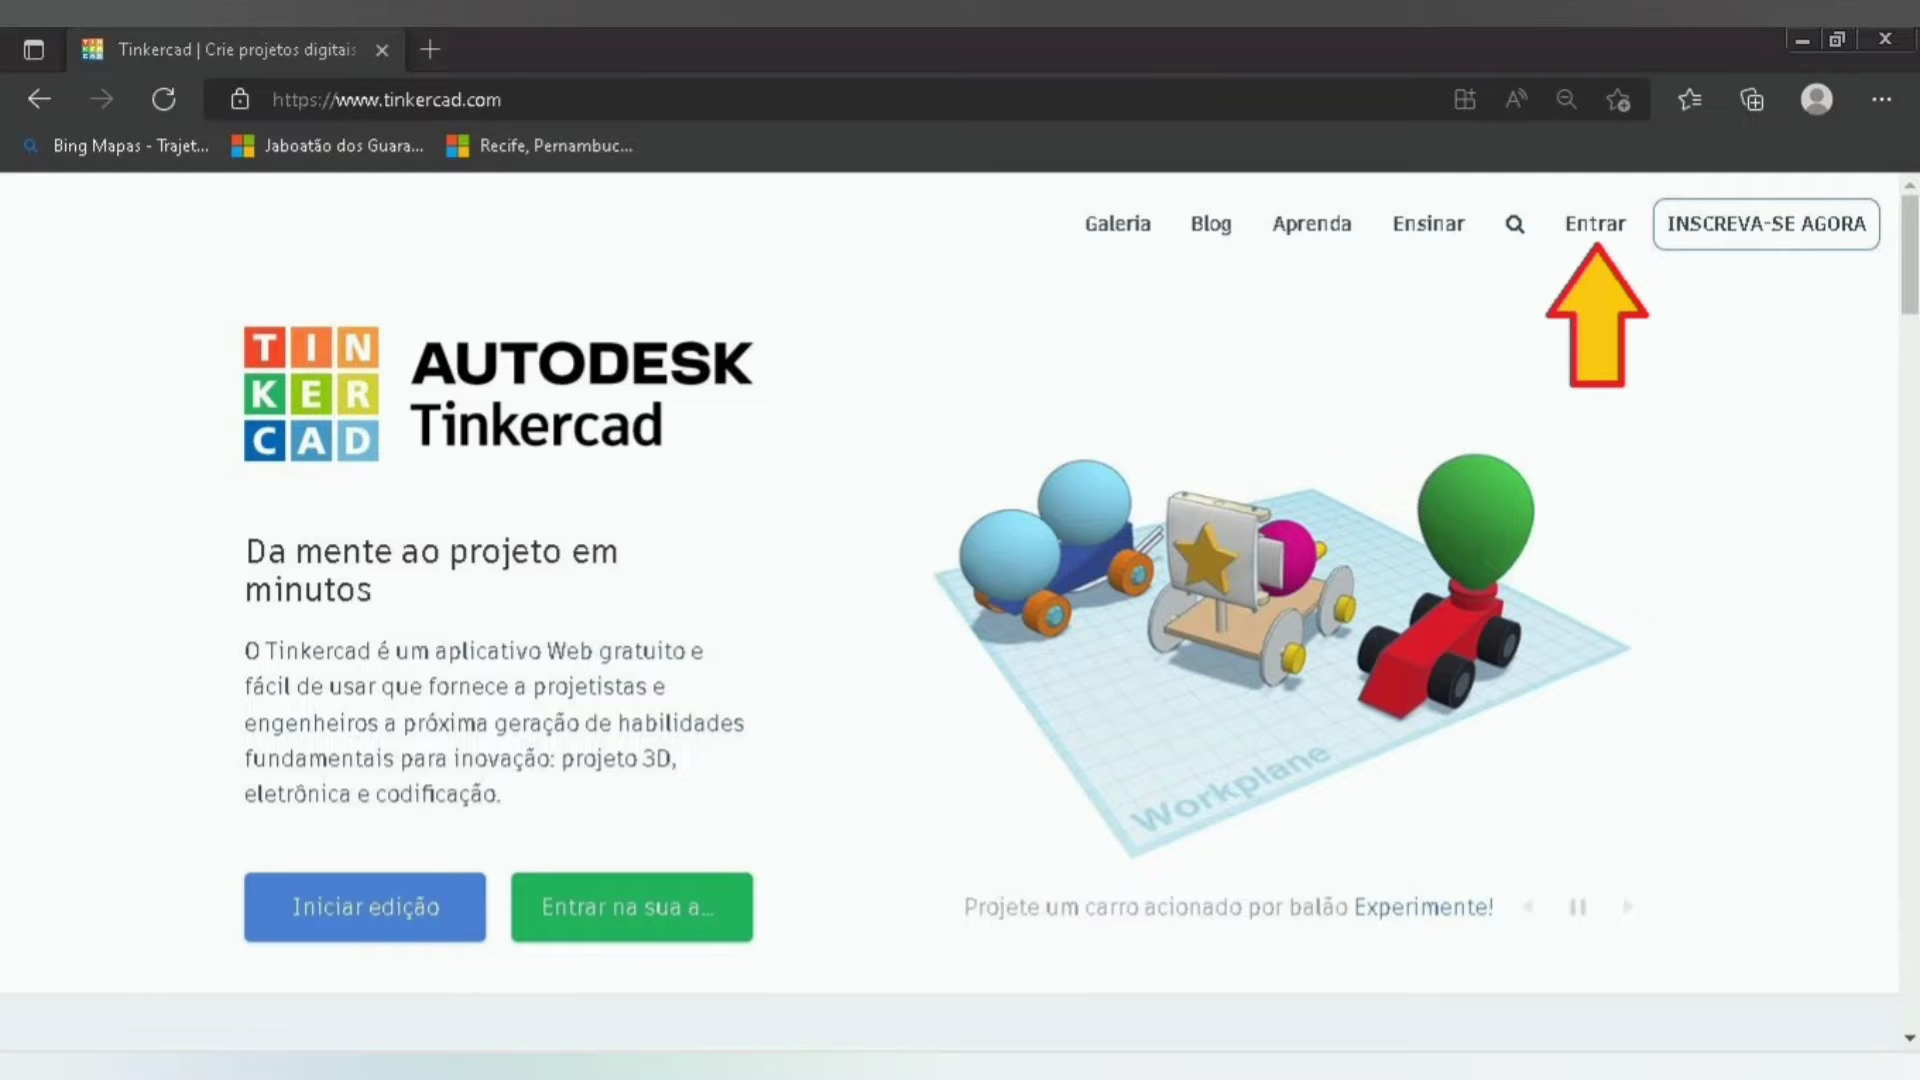 Tinkercad | Crie projetos digitais
https://www.tinkercad.com
Bing Mapas - Trajet...
Jaboatão dos Guara...
Recife, Pernambuc...
Galeria
Blog
Aprenda
Ensinar
Entrar
INSCREVA-SE AGORA
TIN
KER
CAD
AUTODESK
Tinkercad
Da mente ao projeto em
minutos
O Tinkercad é um aplicativo Web gratuito e
fácil de usar que fornece a projetistas e
engenheiros a próxima geração de habilidades
fundamentais para inovação: projeto 3D,
eletrônica e codificação.
Workplane
Iniciar edição
Entrar na sua a...
Projete um carro acionado por balão Experimente!